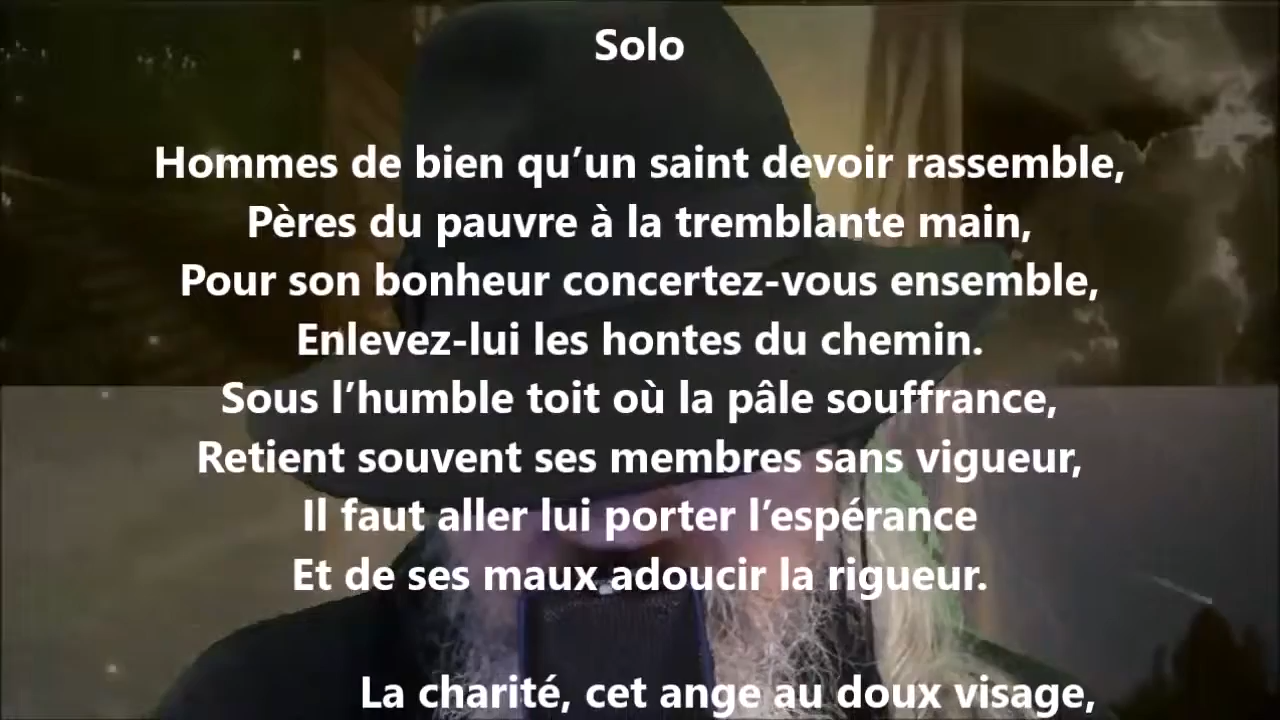 Solo
Hommes de bien qu’un saint devoir rassemble,
Pères du pauvre à la tremblante main,
Pour son bonheur concertez-vous ensemble,
Enlevez-lui les hontes du chemin.
Sous l’humble toit où la pâle souffrance,
Retient souvent ses membres sans vigueur,
Il faut aller lui porter l’espérance
Et de ses maux adoucir la rigueur.
La charité, cet ange au doux visage,